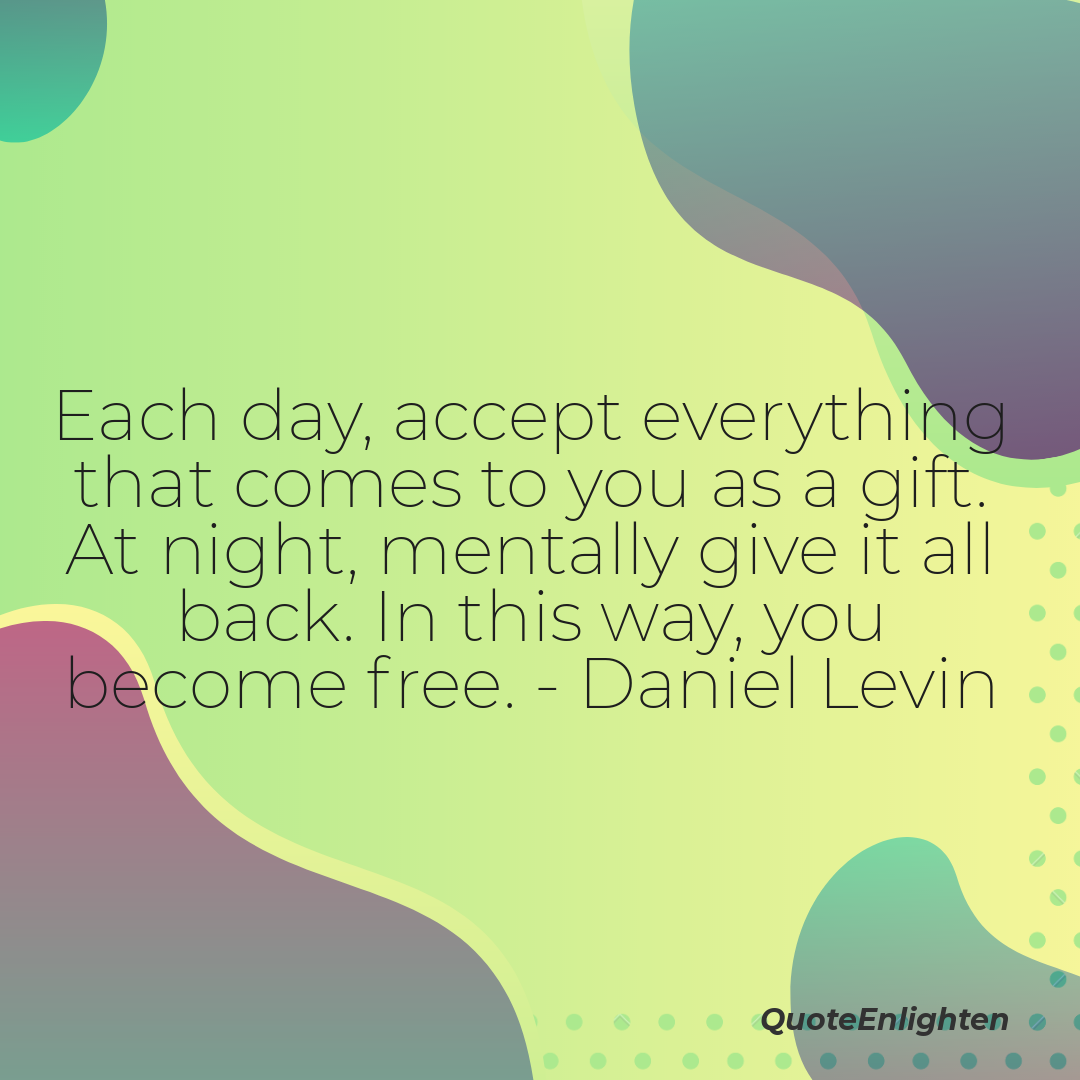 Each day, accept everything
that comes to you as a gift.
At night, mentally give it all
back. In this way, you
become free. - Daniel Levin
QuoteEnlighten